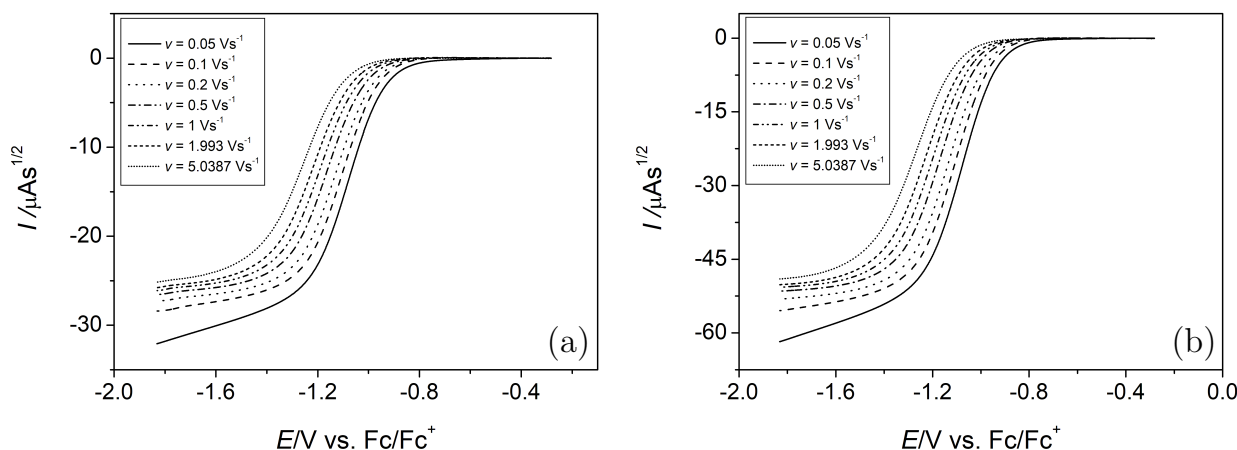 v = 0.05 Vs-1
v = 0.1 Vs-1
v = 0.2 Vs-1
v = 0.5 Vs-1
v = 1 Vs-1
v = 1.993 Vs-1
v = 5.0387 Vs-1
0
-10
-20
-30
I /μAs1/2
-2.0 -1.6 -1.2 -0.8 -0.4
E/V vs. Fc/Fc+
(a)
v = 0.05 Vs-1
v = 0.1 Vs-1
v = 0.2 Vs-1
v = 0.5 Vs-1
v = 1 Vs-1
v = 1.993 Vs-1
v = 5.0387 Vs-1
0
-15
-30
-45
-60
I /μAs1/2
-2.0 -1.6 -1.2 -0.8 -0.4 0.0
E/V vs. Fc/Fc+
(b)